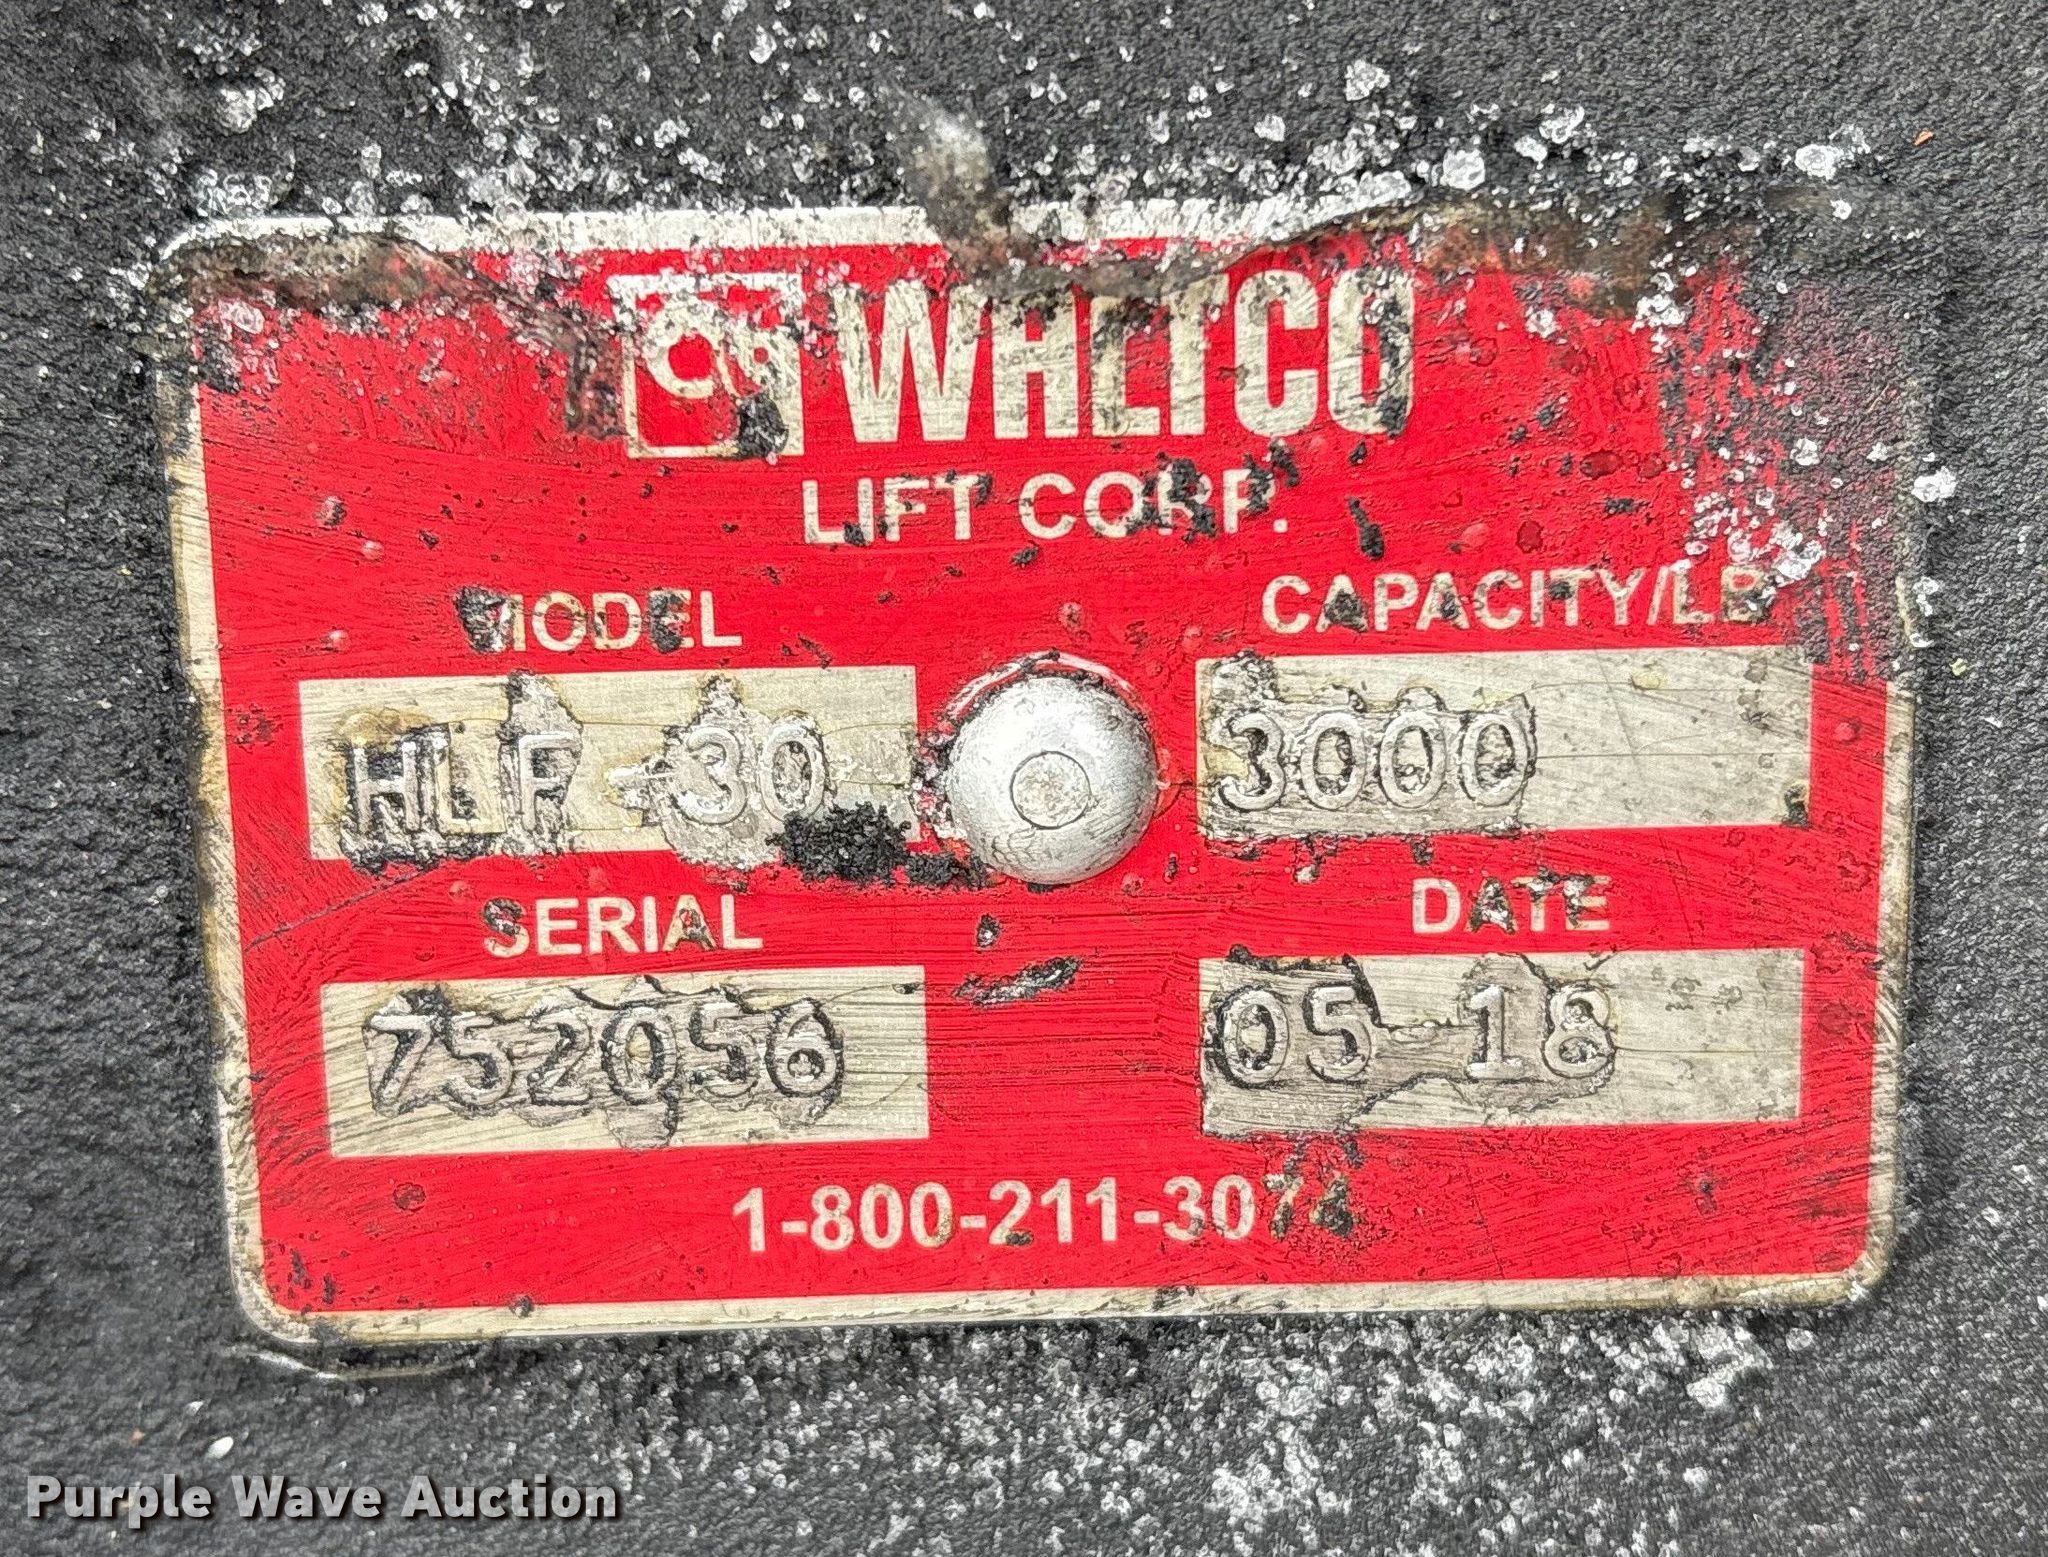 WALTCO
LIFT CORP.
MODEL
CAPACITY/LB
HLF-30
3000
SERIAL
DATE
752056
05-18
1-800-211-3074
Purple Wave Auction